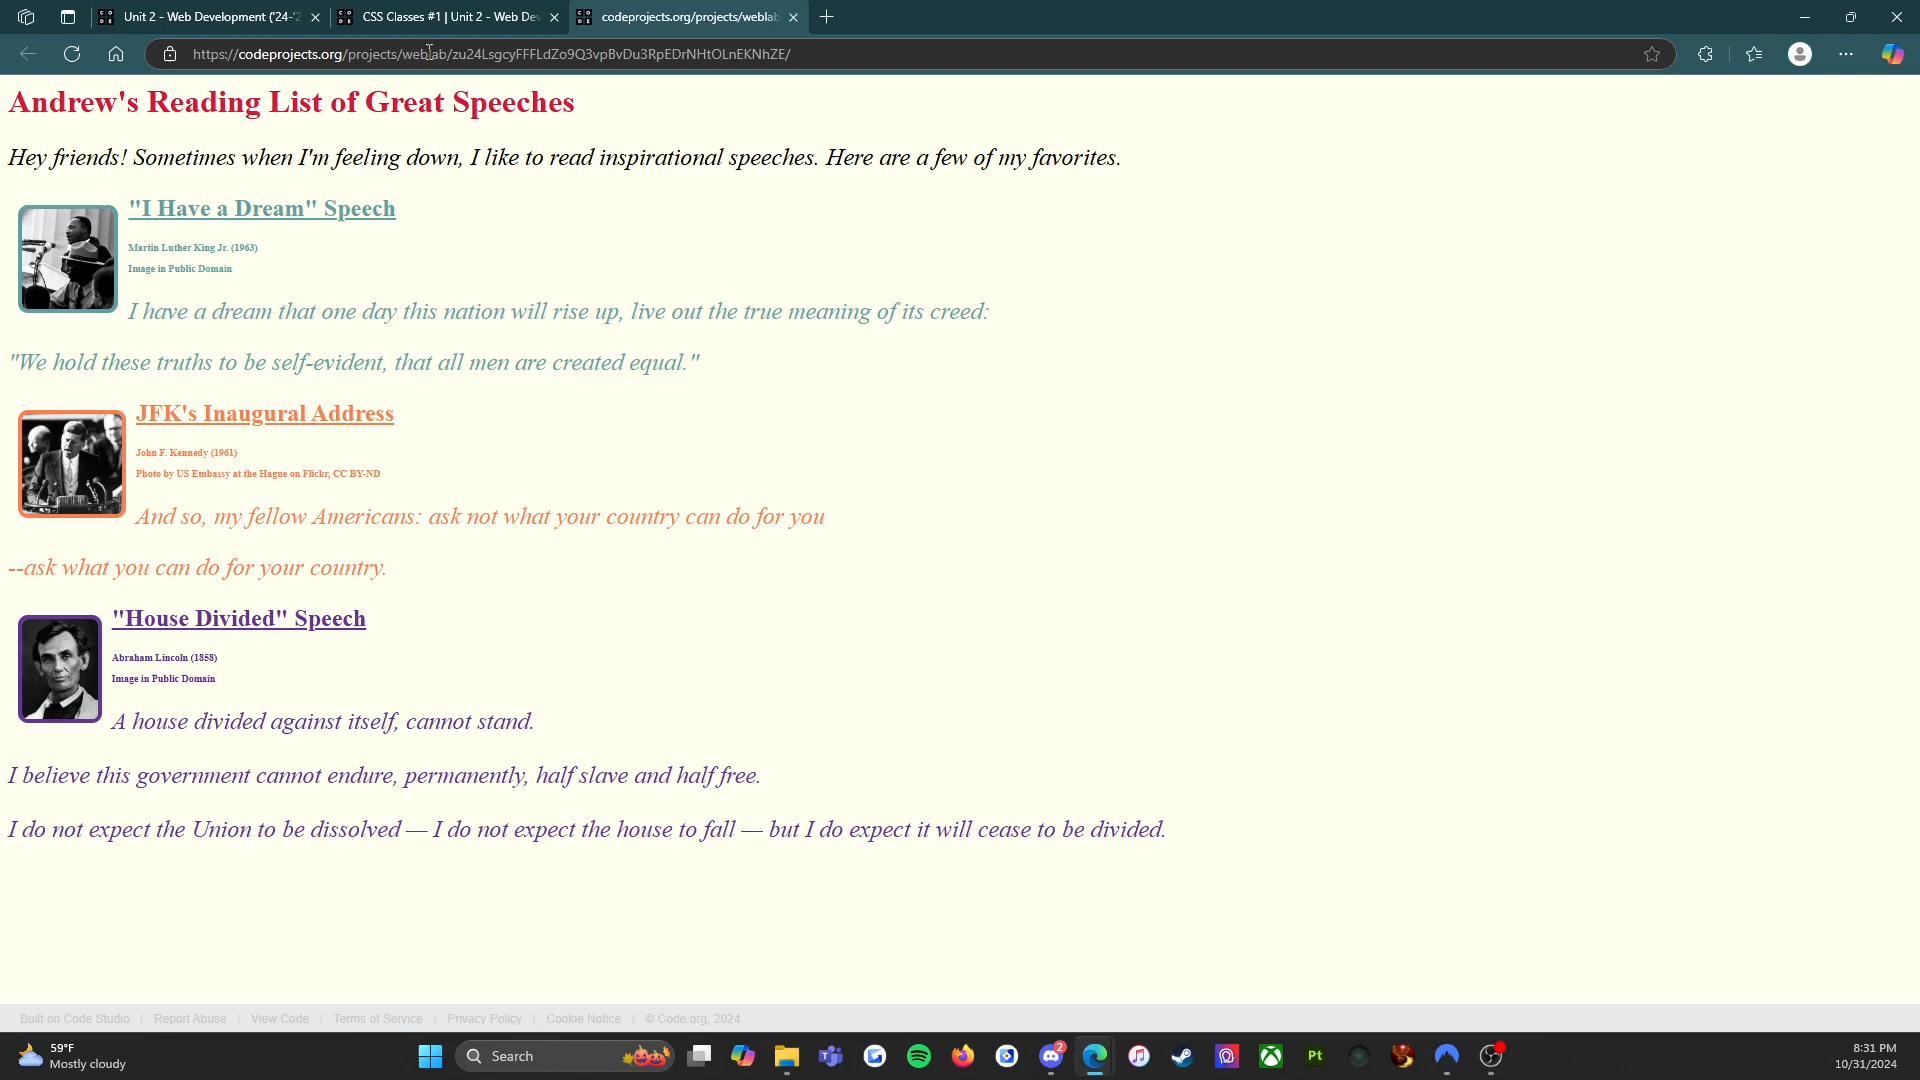 Unit 2 - Web Development ('24-'2
CSS Classes #1 | Unit 2 - Web Dev
codeprojects.org/projects/weblab
https://codeprojects.org/projects/weblab/zu24LsgcyFFFLdZo9Q3vpBvDu3RpEDrNHtOLnEKNhZE/
Andrew's Reading List of Great Speeches
Hey friends! Sometimes when I'm feeling down, I like to read inspirational speeches. Here are a few of my favorites.
"I Have a Dream" Speech
Martin Luther King Jr. (1963)
Image in Public Domain
I have a dream that one day this nation will rise up, live out the true meaning of its creed:
"We hold these truths to be self-evident, that all men are created equal."
JFK's Inaugural Address
John F. Kennedy (1961)
Photo by US Embassy at the Hague on Flickr, CC BY-ND
And so, my fellow Americans: ask not what your country can do for you
--ask what you can do for your country.
"House Divided" Speech
Abraham Lincoln (1858)
Image in Public Domain
A house divided against itself, cannot stand.
I believe this government cannot endure, permanently, half slave and half free.
I do not expect the Union to be dissolved — I do not expect the house to fall — but I do expect it will cease to be divided.
Built on Code Studio | Report Abuse | View Code | Terms of Service | Privacy Policy | Cookie Notice | © Code.org, 2024.
59°F
Mostly cloudy
Search
2
Pt
8:31 PM
10/31/2024